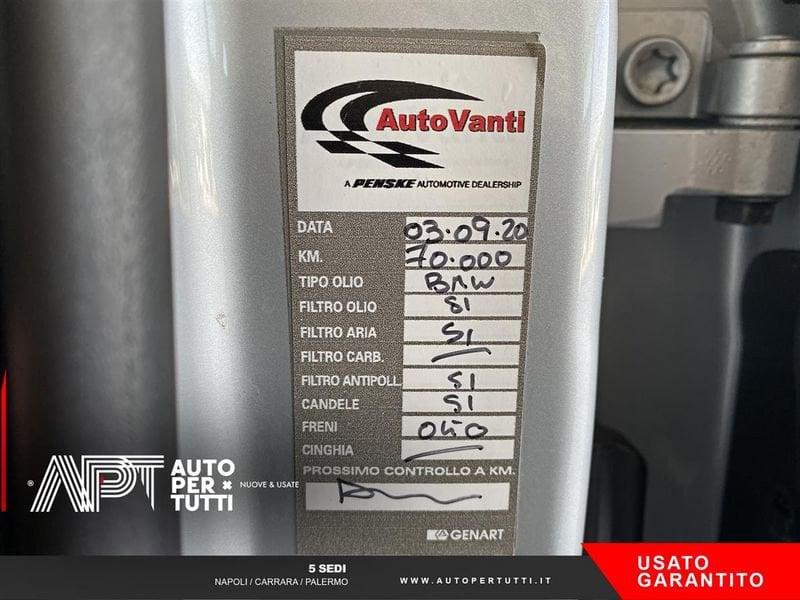 AutoVanti
A PENSKE AUTOMOTIVE DEALERSHIP
DATA 03.09.20
KM. 70.000
TIPO OLIO BMW
FILTRO OLIO SI
FILTRO ARIA SI
FILTRO CARB. —
FILTRO ANTIPOLL. SI
CANDELE SI
FRENI OLIO
CINGHIA —
PROSSIMO CONTROLLO A KM.
GENART
® APT AUTO PER TUTTI NUOVE & USATE
5 SEDI
NAPOLI / CARRARA / PALERMO
WWW.AUTOPERTUTTI.IT
USATO
GARANTITO